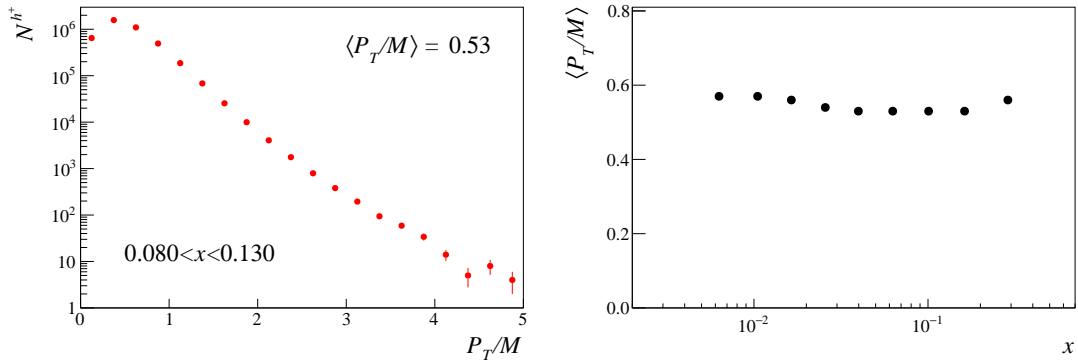 N^{h^+}
10^6
10^5
10^4
10^3
10^2
10
1
⟨P_T/M⟩ = 0.53
0.080<x<0.130
0 1 2 3 4 5
P_T/M
⟨P_T/M⟩
0.8
0.6
0.4
0.2
0.0
10^{-2} 10^{-1}
x